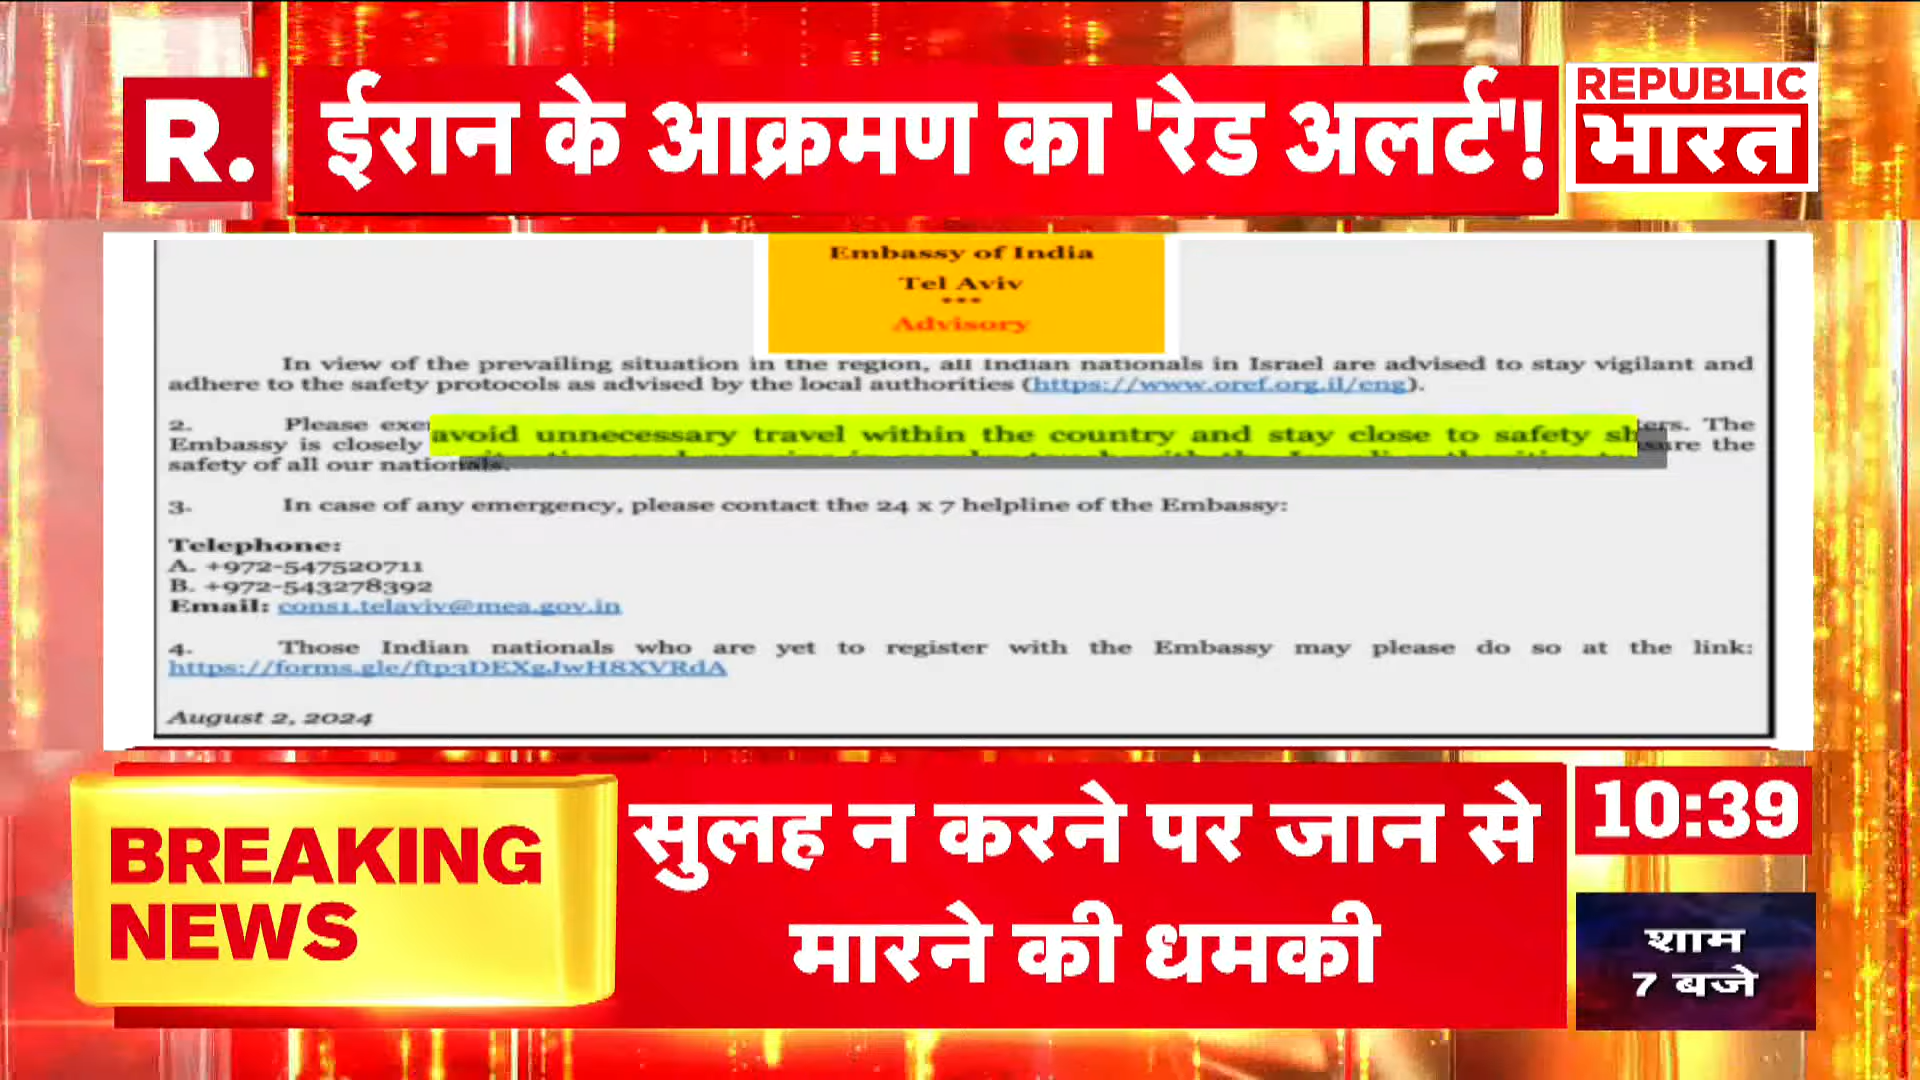 R. ईरान के आक्रमण का 'रेड अलर्ट'!
REPUBLIC
भारत
Embassy of India
Tel Aviv
***
Advisory
In view of the prevailing situation in the region, all Indian nationals in Israel are advised to stay vigilant and
adhere to the safety protocols as advised by the local authorities (https://www.oref.org.il/eng).
2. Please exer
ers. The
avoid unnecessary travel within the country and stay close to safety sh
Embassy is closely
sure the
safety of all our nationals.
3. In case of any emergency, please contact the 24 x 7 helpline of the Embassy:
Telephone:
A. +972-547520711
B. +972-543278392
Email: cons1.telaviv@mea.gov.in
4. Those Indian nationals who are yet to register with the Embassy may please do so at the link:
https://forms.gle/ftp3DEXgJwH8XVRdA
August 2, 2024
BREAKING
NEWS
सुलह न करने पर जान से
मारने की धमकी
10:39
शाम
7 बजे